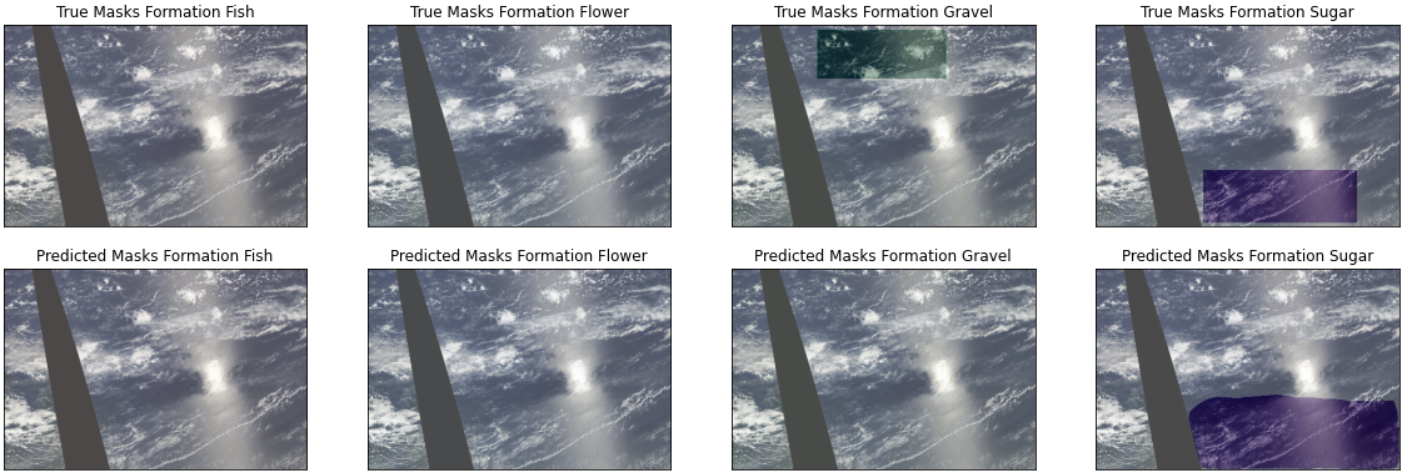 True Masks Formation Fish
True Masks Formation Flower
True Masks Formation Gravel
True Masks Formation Sugar
Predicted Masks Formation Fish
Predicted Masks Formation Flower
Predicted Masks Formation Gravel
Predicted Masks Formation Sugar